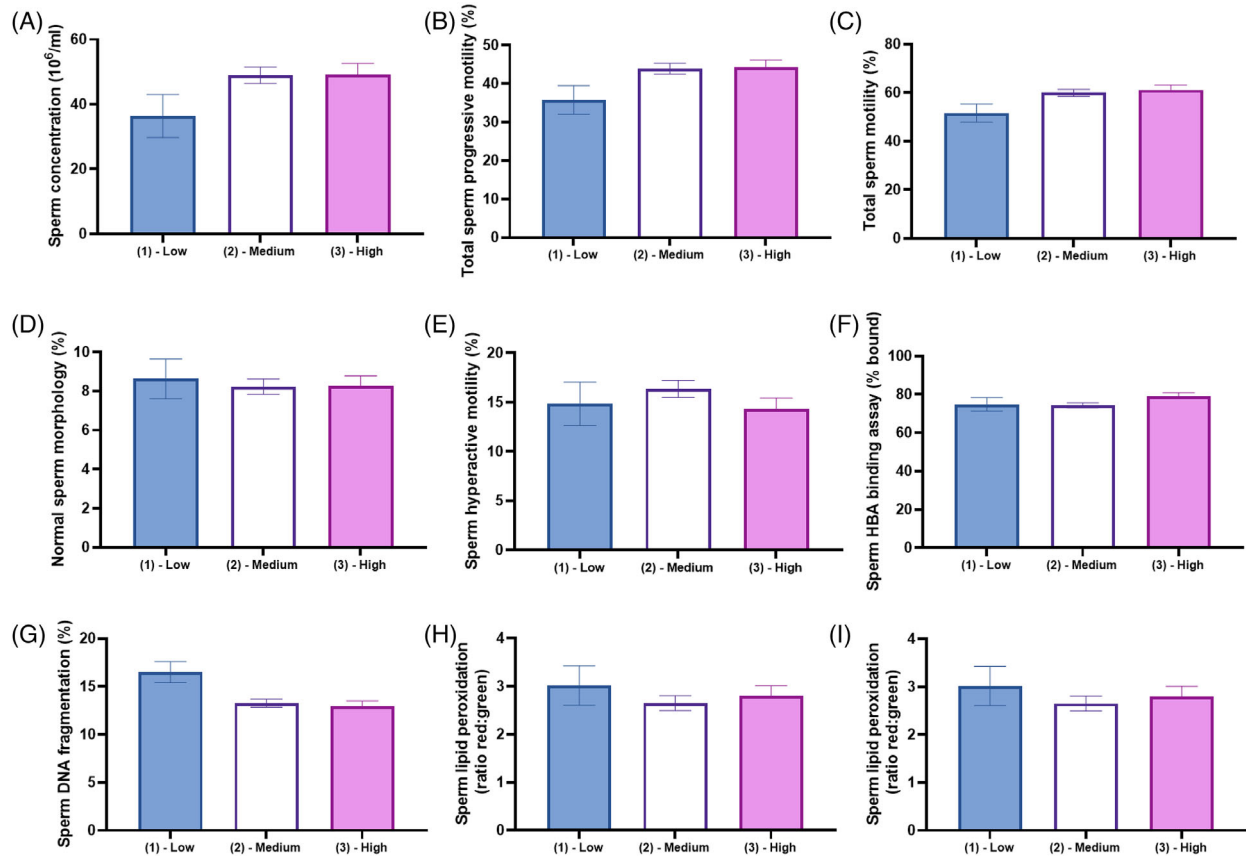 (A)
Sperm concentration (10⁶/ml)
60
40
20
0
(1) - Low
(2) - Medium
(3) - High
(B)
Total sperm progressive motility (%)
50
40
30
20
10
0
(1) - Low
(2) - Medium
(3) - High
(C)
Total sperm motility (%)
80
60
40
20
0
(1) - Low
(2) - Medium
(3) - High
(D)
Normal sperm morphology (%)
10
8
6
4
2
0
(1) - Low
(2) - Medium
(3) - High
(E)
Sperm hyperactive motility (%)
20
15
10
5
0
(1) - Low
(2) - Medium
(3) - High
(F)
Sperm HBA binding assay (% bound)
100
80
60
40
20
0
(1) - Low
(2) - Medium
(3) - High
(G)
Sperm DNA fragmentation (%)
20
15
10
5
0
(1) - Low
(2) - Medium
(3) - High
(H)
Sperm lipid peroxidation
(ratio red:green)
4
3
2
1
0
(1) - Low
(2) - Medium
(3) - High
(I)
Sperm lipid peroxidation
(ratio red:green)
4
3
2
1
0
(1) - Low
(2) - Medium
(3) - High